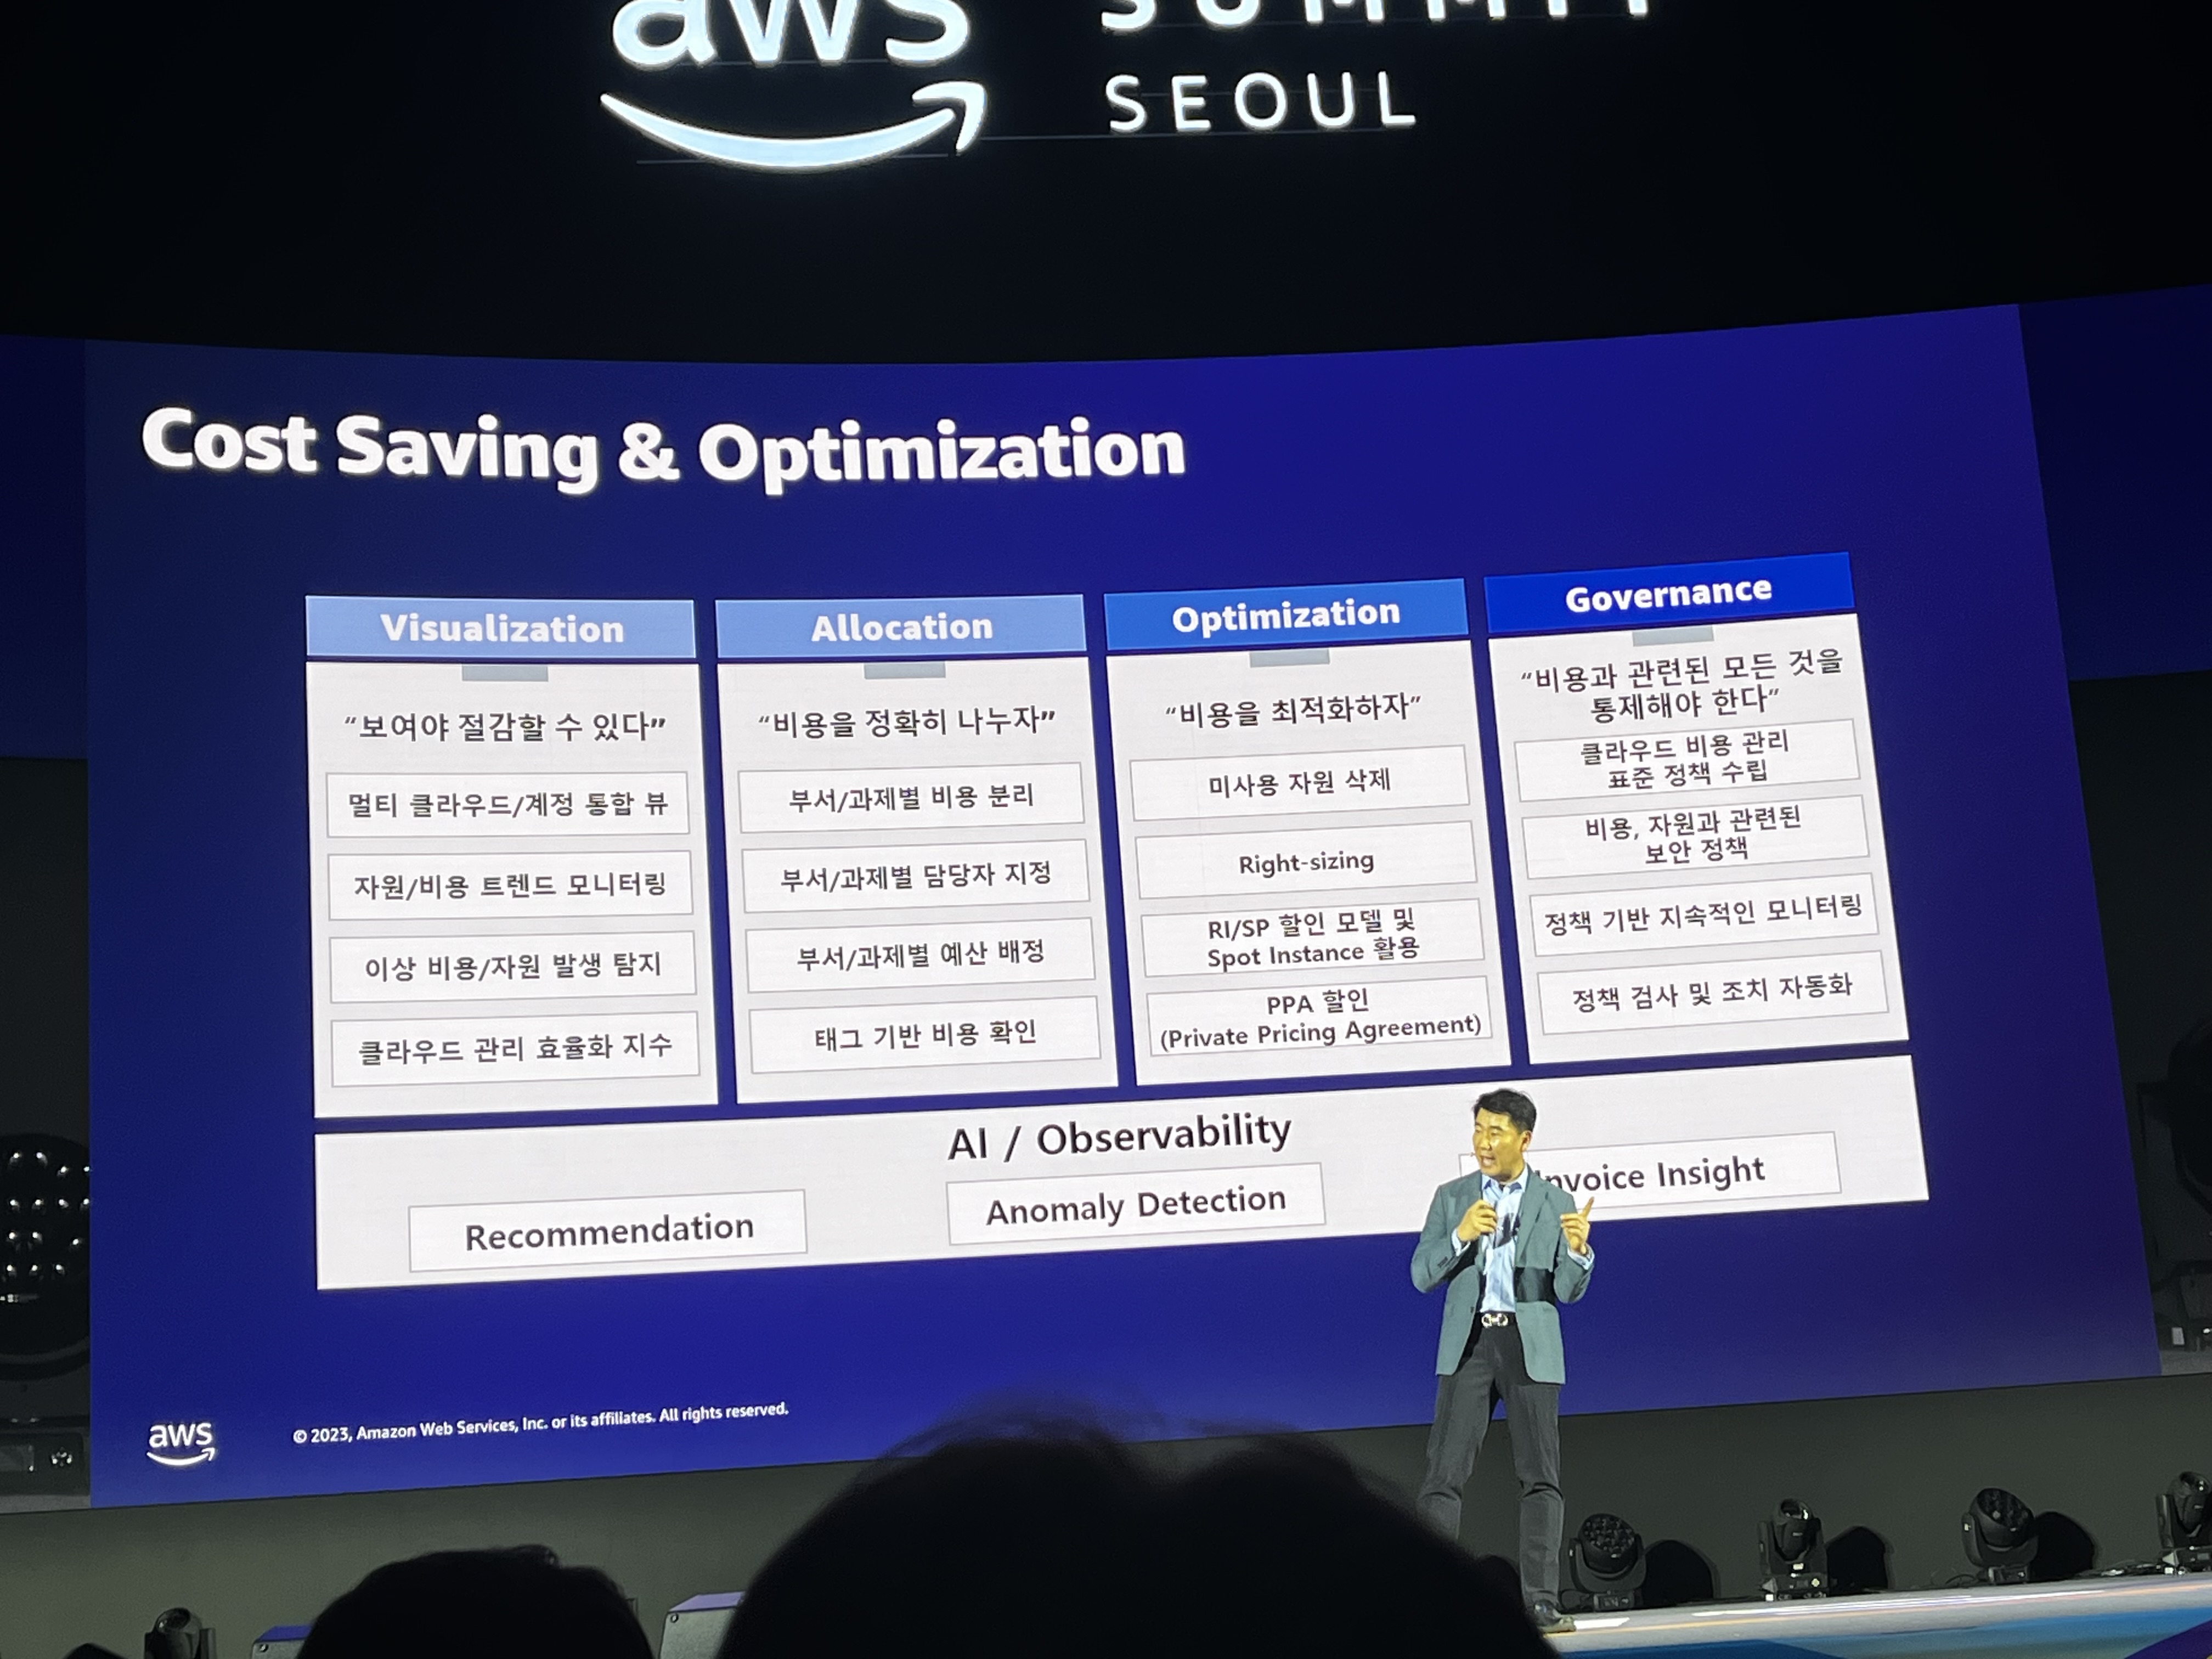 aws SUMMIT
SEOUL
Cost Saving & Optimization
Visualization
“보여야 절감할 수 있다”
멀티 클라우드/계정 통합 뷰
자원/비용 트렌드 모니터링
이상 비용/자원 발생 탐지
클라우드 관리 효율화 지수
Allocation
“비용을 정확히 나누자”
부서/과제별 비용 분리
부서/과제별 담당자 지정
부서/과제별 예산 배정
태그 기반 비용 확인
Optimization
“비용을 최적화하자”
미사용 자원 삭제
Right-sizing
RI/SP 할인 모델 및
Spot Instance 활용
PPA 할인
(Private Pricing Agreement)
Governance
“비용과 관련된 모든 것을
통제해야 한다”
클라우드 비용 관리
표준 정책 수립
비용, 자원과 관련된
보안 정책
정책 기반 지속적인 모니터링
정책 검사 및 조치 자동화
AI / Observability
Recommendation
Anomaly Detection
Invoice Insight
aws
© 2023, Amazon Web Services, Inc. or its affiliates. All rights reserved.